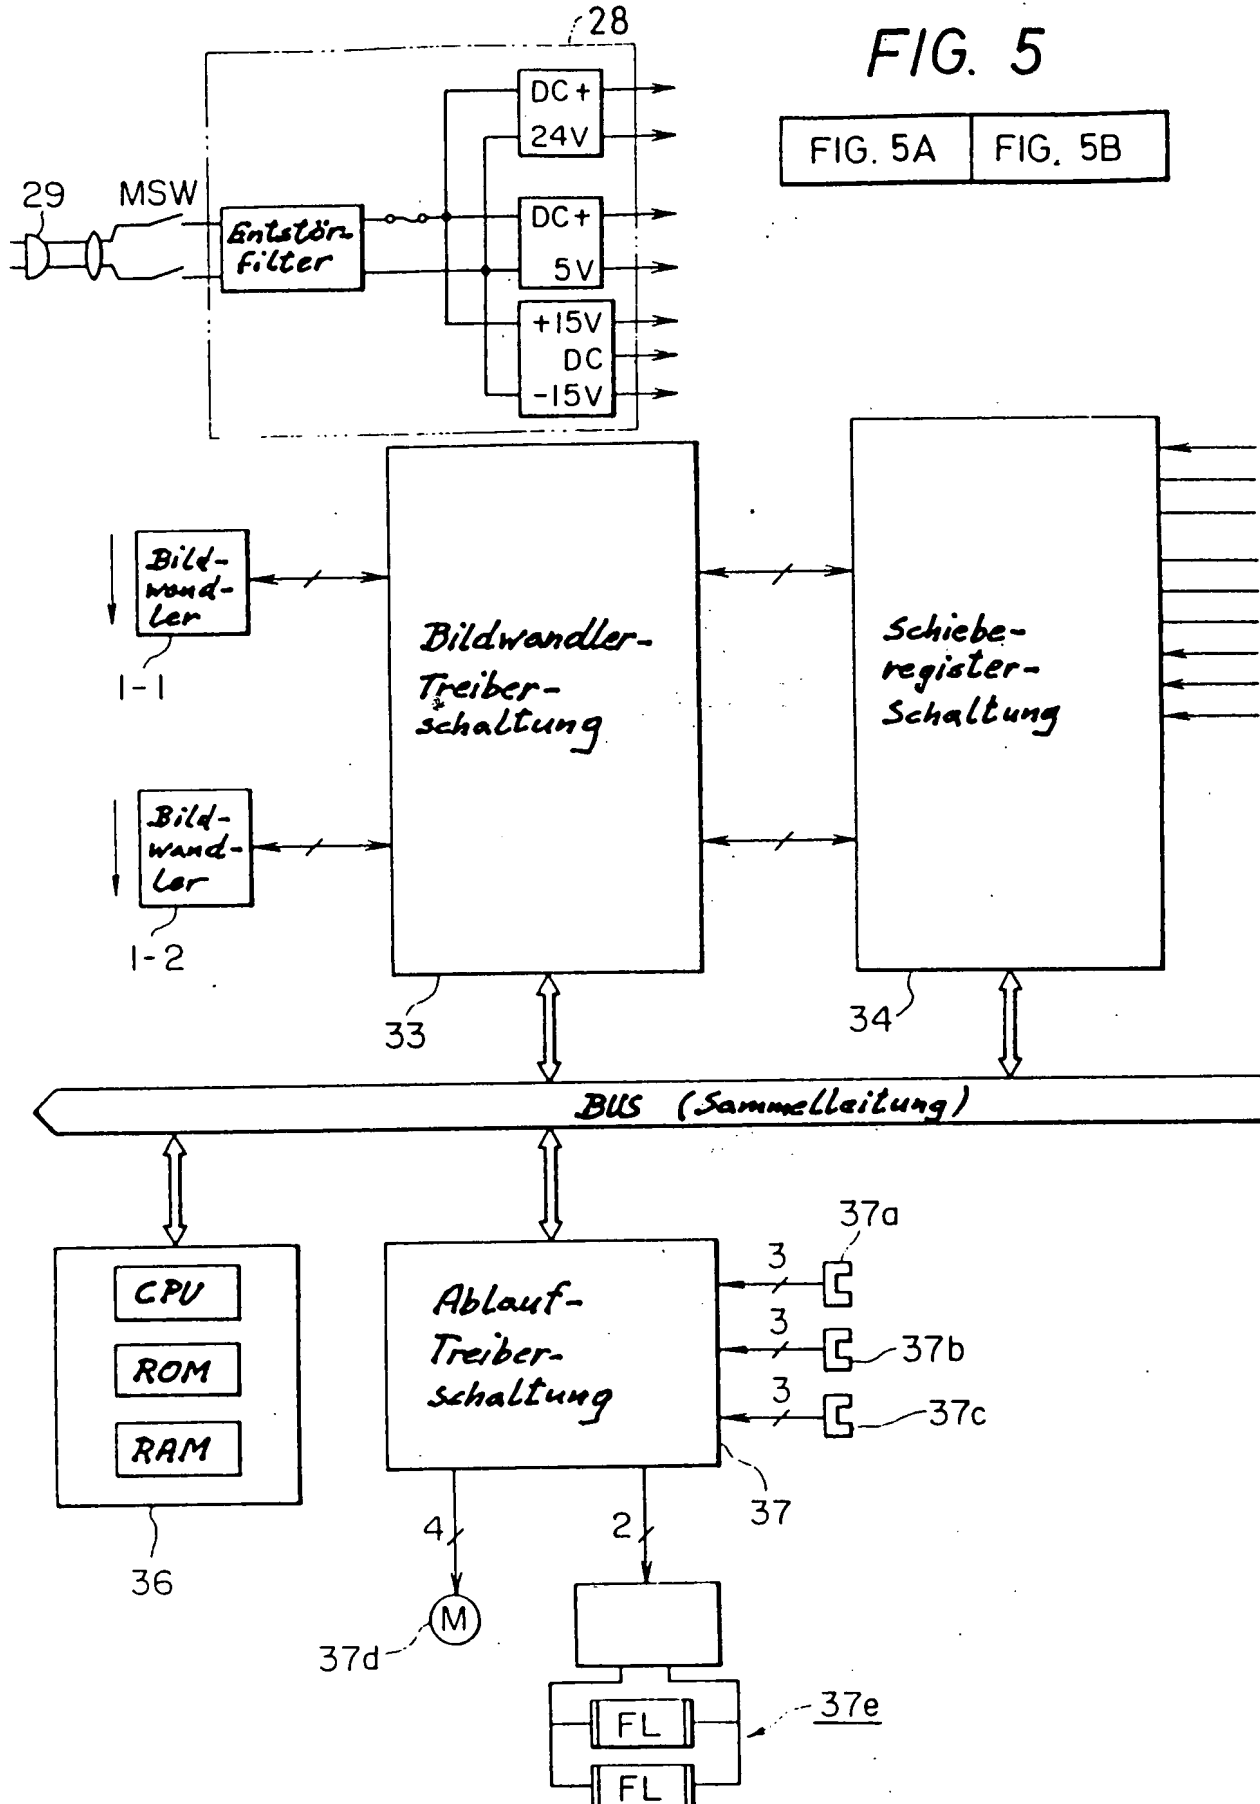 28
FIG. 5
FIG. 5A
FIG. 5B
DC+
24V
29
MSW
Entstör-
filter
DC+
5V
+15V
DC
-15V
Bild-
wand-
ler
1-1
Bildwandler-
Treiber-
schaltung
Schiebe-
register-
Schaltung
Bild-
wand-
ler
1-2
33
34
BUS (Sammelleitung)
37a
3
CPU
Ablauf-
Treiber-
schaltung
3
37b
ROM
3
37c
RAM
37
4
2
36
M
37d
37e
FL
FL